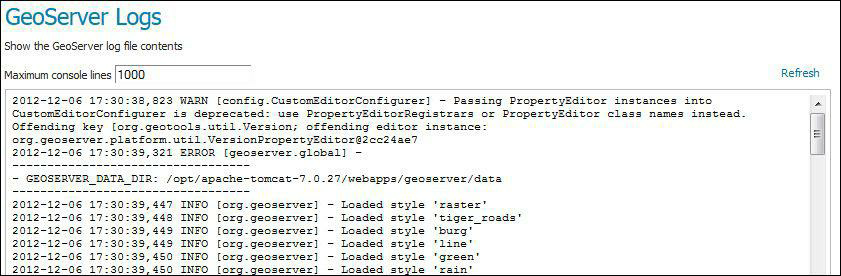 GeoServer Logs
Show the GeoServer log file contents
Maximum console lines 1000
Refresh
2012-12-06 17:30:38,823 WARN [config.CustomEditorConfigurer] - Passing PropertyEditor instances into
CustomEditorConfigurer is deprecated: use PropertyEditorRegistrars or PropertyEditor class names instead.
Offending key [org.geotools.util.Version; offending editor instance:
org.geoserver.platform.util.VersionPropertyEditor@2cc24ae7
2012-12-06 17:30:39,321 ERROR [geoserver.global] -
----------------------------------
- GEOSERVER_DATA_DIR: /opt/apache-tomcat-7.0.27/webapps/geoserver/data
----------------------------------
2012-12-06 17:30:39,447 INFO [org.geoserver] - Loaded style 'raster'
2012-12-06 17:30:39,448 INFO [org.geoserver] - Loaded style 'tiger_roads'
2012-12-06 17:30:39,449 INFO [org.geoserver] - Loaded style 'burg'
2012-12-06 17:30:39,449 INFO [org.geoserver] - Loaded style 'line'
2012-12-06 17:30:39,450 INFO [org.geoserver] - Loaded style 'green'
2012-12-06 17:30:39,450 INFO [org.geoserver] - Loaded style 'rain'